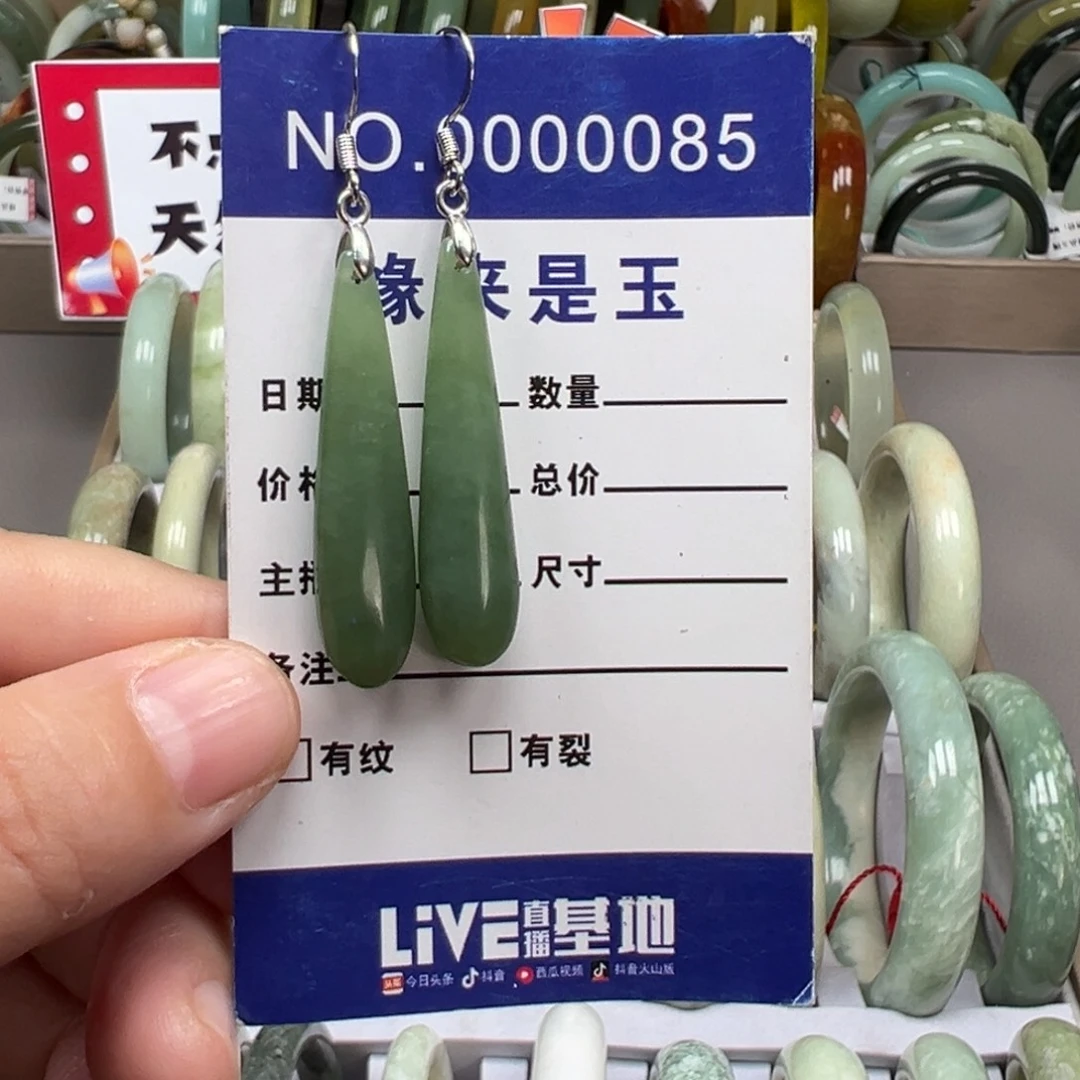 NO.0000085
不
天
缘来是玉
日期 数量
价格 总价
主播 尺寸
备注
有纹 有裂
LiVE直播基地
今日头条 抖音 西瓜视频 抖音火山版